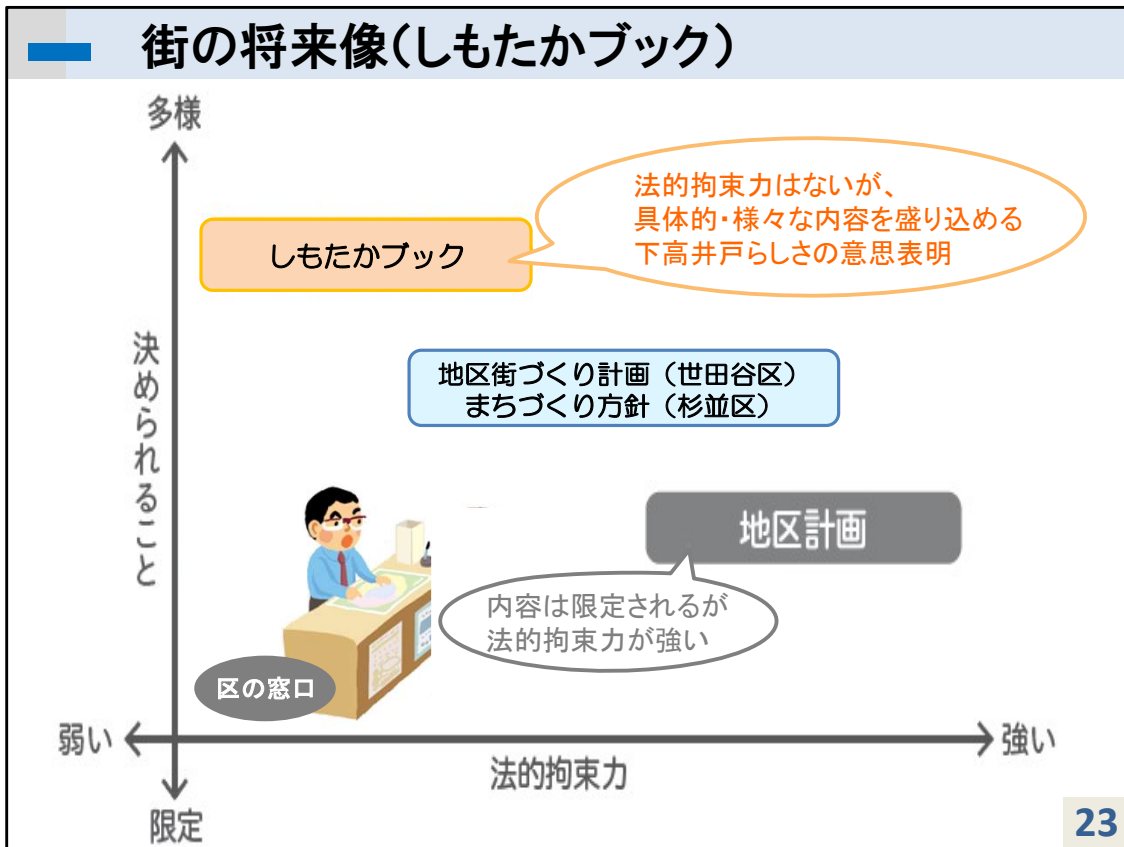 街の将来像（しもたかブック）
多様
法的拘束力はないが、
具体的・様々な内容を盛り込める
下高井戸らしさの意思表明
しもたかブック
決められること
地区街づくり計画（世田谷区）
まちづくり方針（杉並区）
地区計画
内容は限定されるが
法的拘束力が強い
区の窓口
弱い
強い
法的拘束力
限定
23